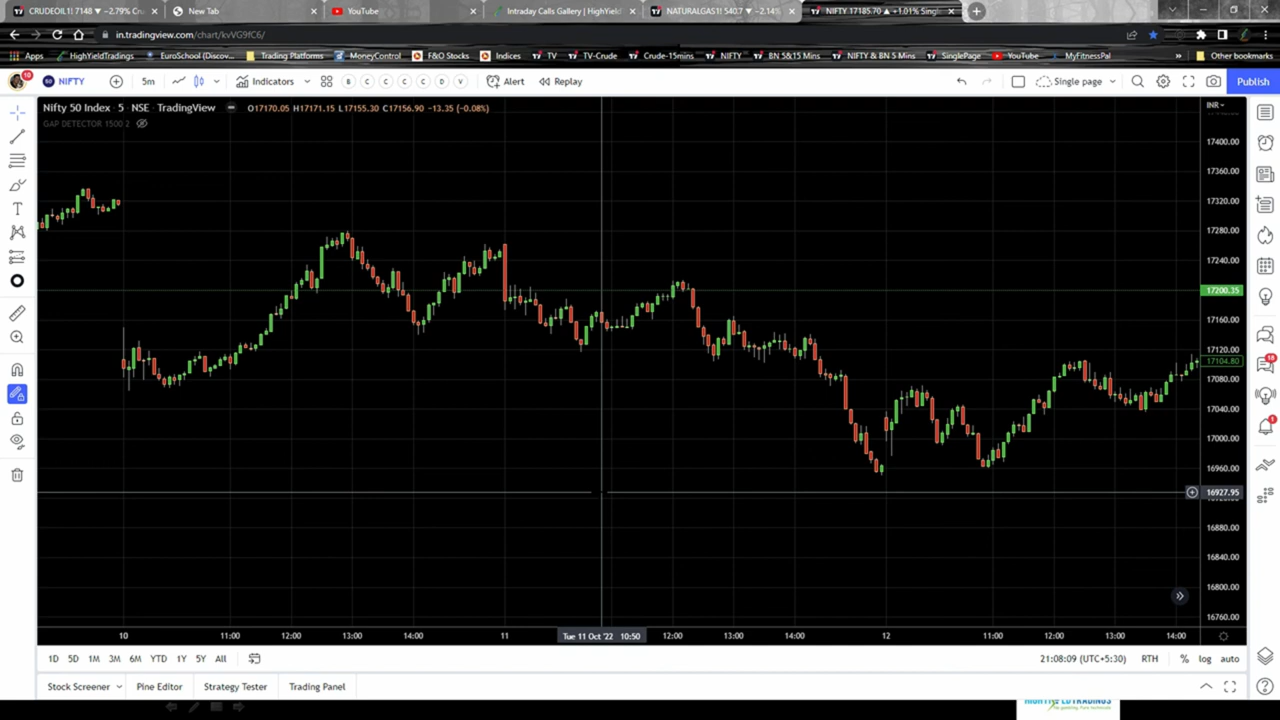 CRUDEOIL1! 7148 ▼ −2.79% Cru
New Tab
YouTube
Intraday Calls Gallery | HighYield
NATURALGAS1! 540.7 ▼ −2.14%
NIFTY 17185.70 ▲ +1.01% Singl
in.tradingview.com/chart/kvVG9fC6/
Apps
HighYieldTradings
EuroSchool (Discov...
Trading Platforms
-MoneyControl
F&O Stocks
Indices
TV
TV-Crude
Crude-15mins
NIFTY
BN 5&15 Mins
NIFTY & BN 5 Mins
SinglePage
YouTube
MyFitnessPal
»
Other bookmarks
10
50
NIFTY
5m
Indicators
B
C
C
C
C
D
V
Alert
Replay
Single page
Publish
Nifty 50 Index · 5 · NSE · TradingView
O17170.05 H17171.15 L17155.30 C17156.90 −13.35 (−0.08%)
GAP DETECTOR 1500 2
INR
17400.00
17360.00
17320.00
17280.00
17240.00
17200.35
17160.00
17120.00
17104.80
17080.00
17040.00
17000.00
16960.00
16927.95
16880.00
16840.00
16800.00
16760.00
18
1
10
11:00
12:00
13:00
14:00
11
Tue 11 Oct '22 10:50
12:00
13:00
14:00
12
11:00
12:00
13:00
14:00
1D
5D
1M
3M
6M
YTD
1Y
5Y
All
21:08:09 (UTC+5:30)
RTH
%
log
auto
Stock Screener
Pine Editor
Strategy Tester
Trading Panel